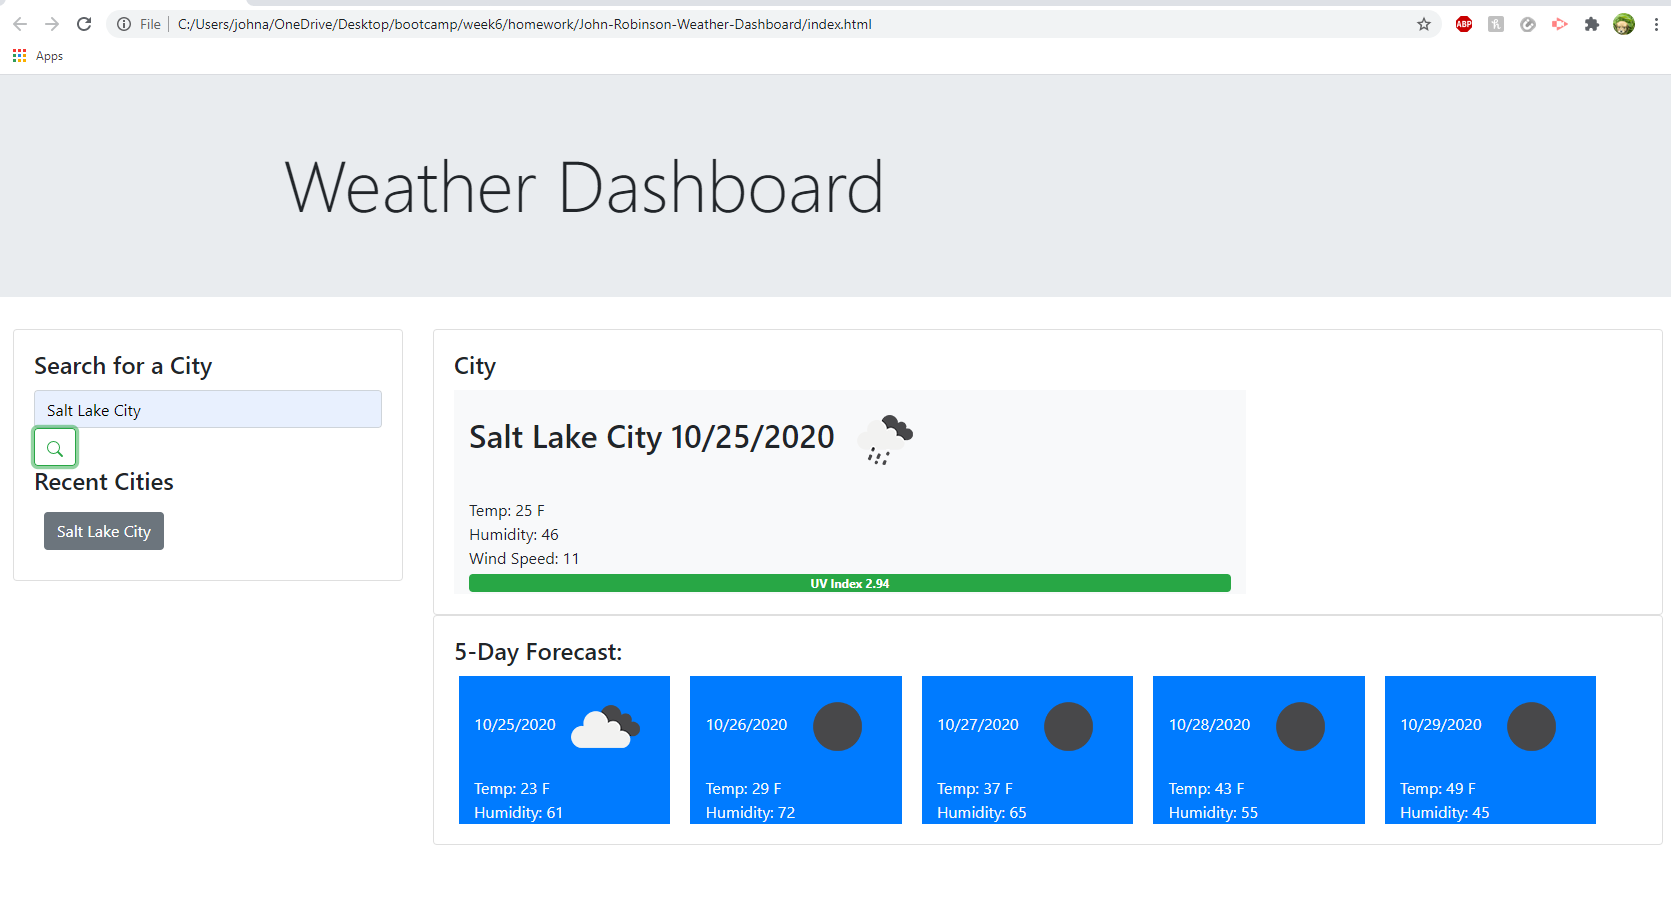 File
C:/Users/johna/OneDrive/Desktop/bootcamp/week6/homework/John-Robinson-Weather-Dashboard/index.html
ABP
Apps
Weather Dashboard
Search for a City
Salt Lake City
Recent Cities
Salt Lake City
City
Salt Lake City 10/25/2020
Temp: 25 F
Humidity: 46
Wind Speed: 11
UV Index 2.94
5-Day Forecast:
10/25/2020
Temp: 23 F
Humidity: 61
10/26/2020
Temp: 29 F
Humidity: 72
10/27/2020
Temp: 37 F
Humidity: 65
10/28/2020
Temp: 43 F
Humidity: 55
10/29/2020
Temp: 49 F
Humidity: 45